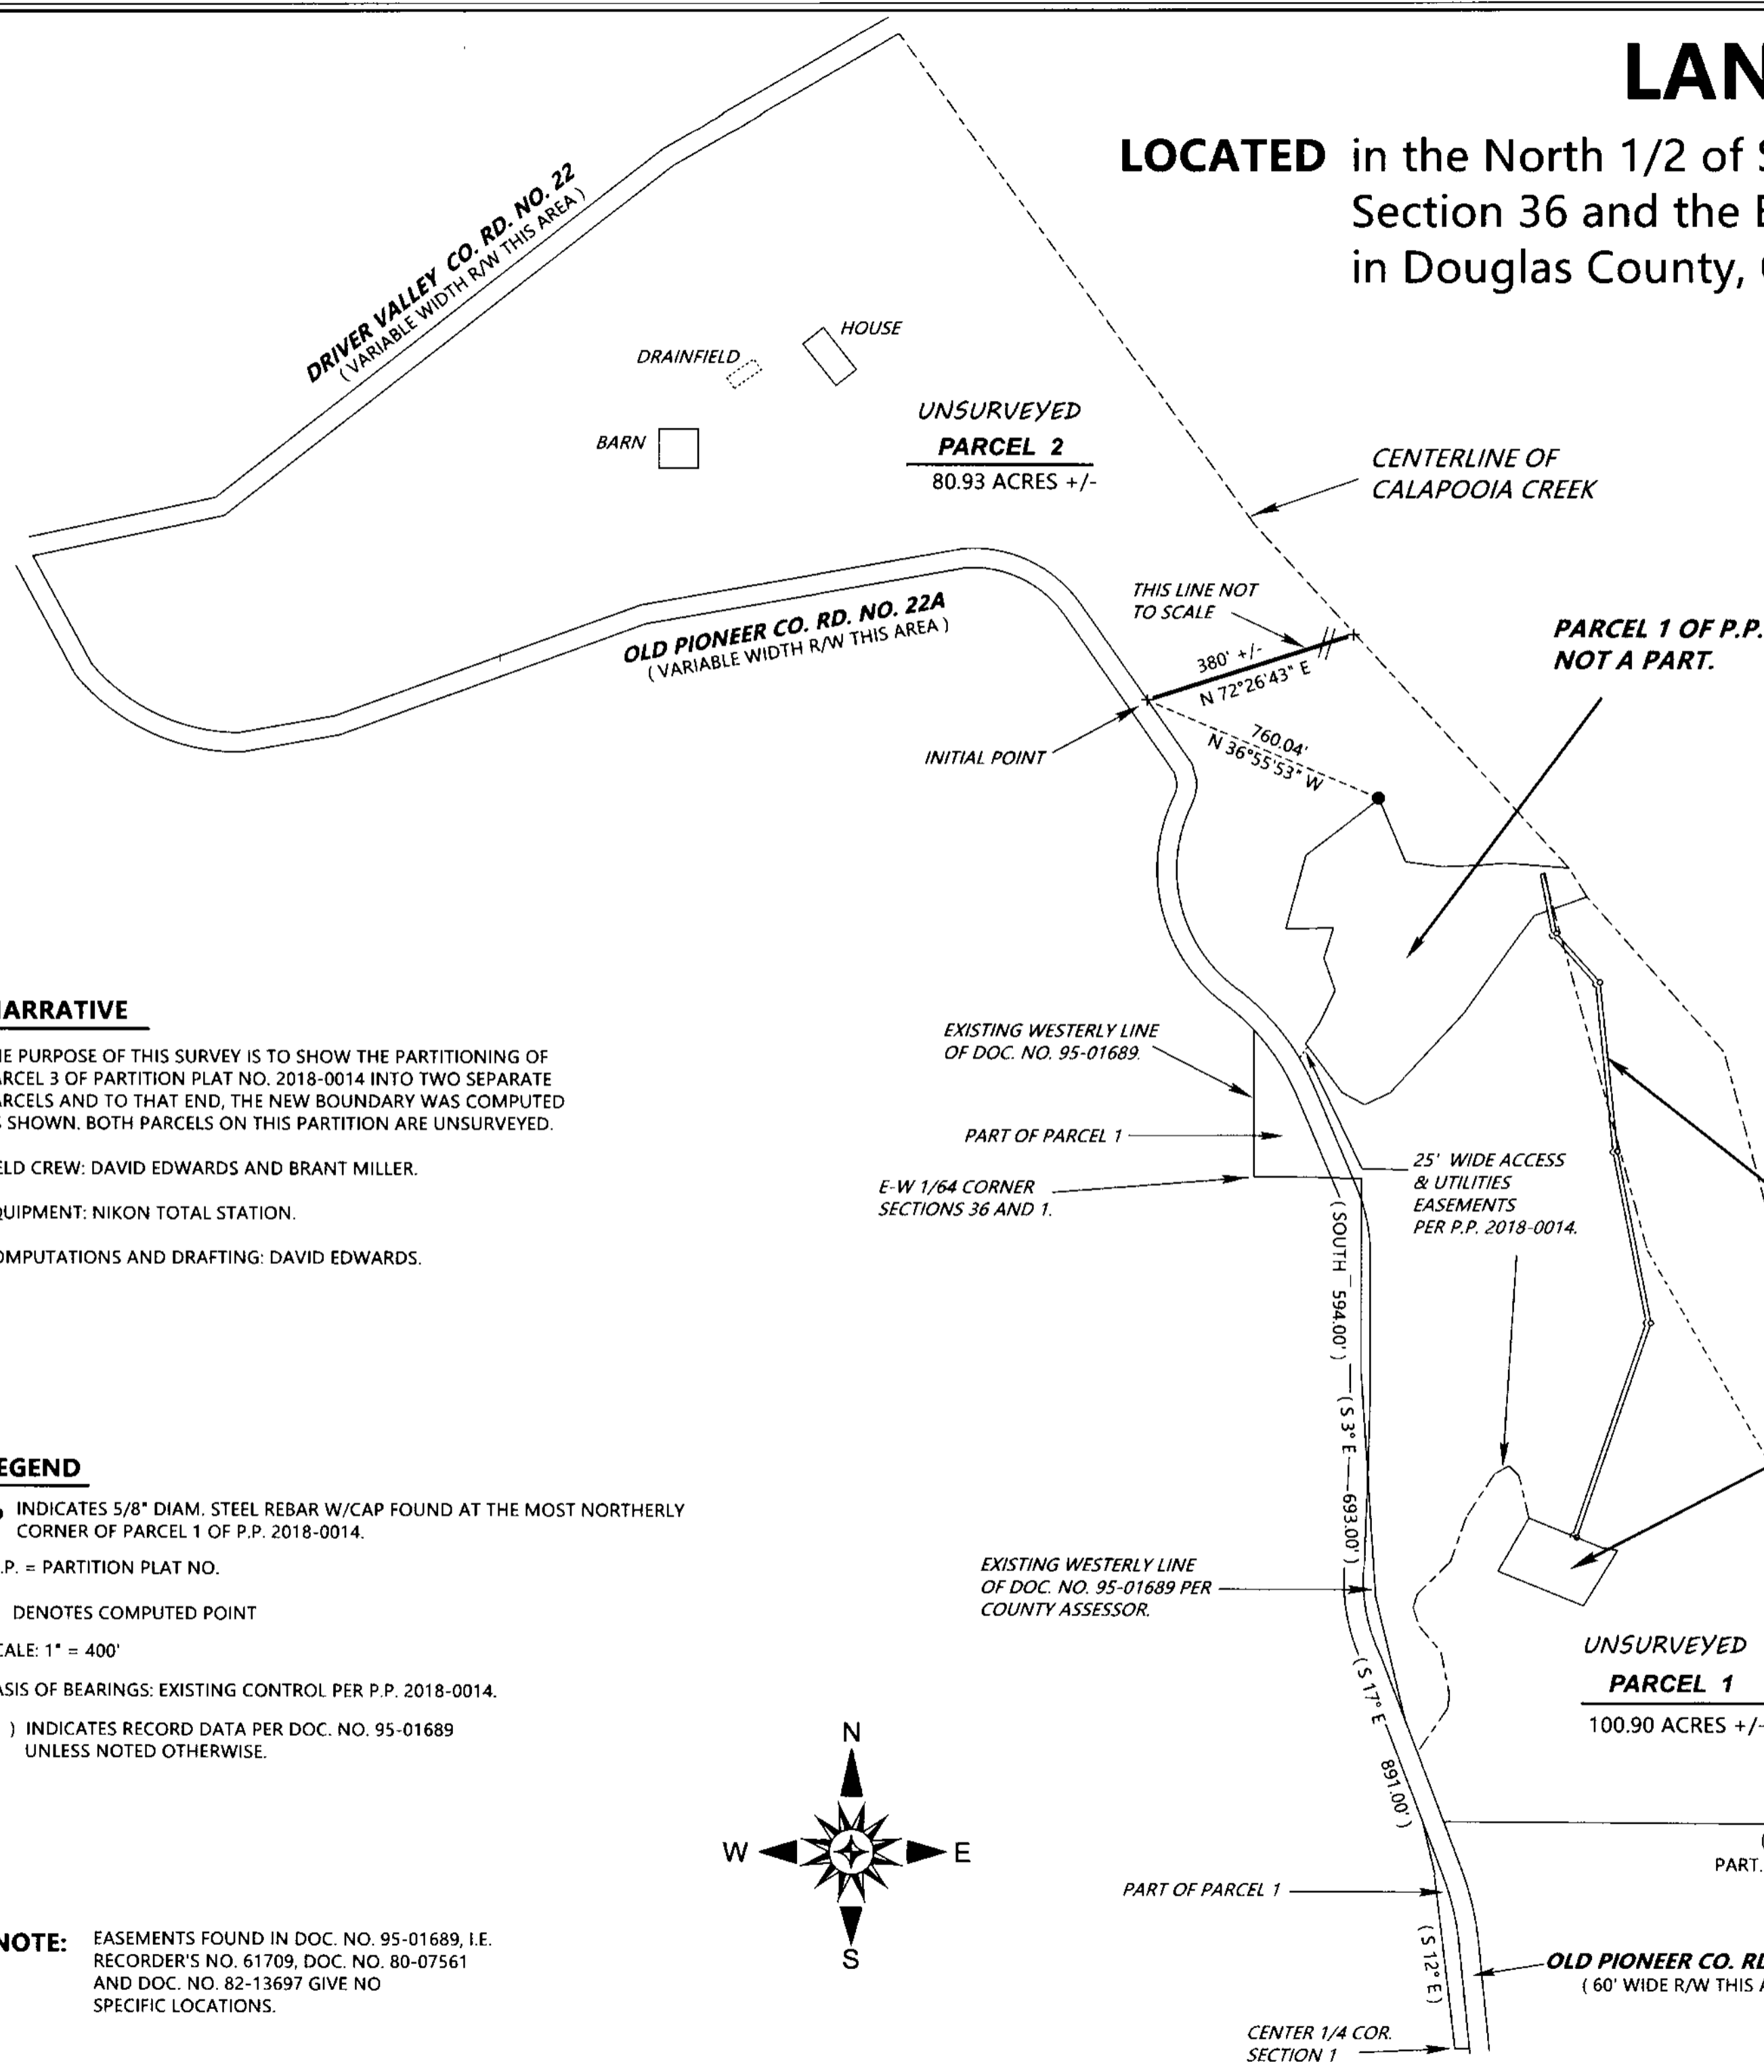 LAN
LOCATED in the North 1/2 of S
Section 36 and the E
in Douglas County,
DRIVER VALLEY CO. RD. NO. 22
( VARIABLE WIDTH R/W THIS AREA )
HOUSE
DRAINFIELD
BARN
UNSURVEYED
PARCEL 2
80.93 ACRES +/-
CENTERLINE OF
CALAPOOIA CREEK
OLD PIONEER CO. RD. NO. 22A
( VARIABLE WIDTH R/W THIS AREA )
THIS LINE NOT
TO SCALE
380' +/-
N 72°26'43" E
PARCEL 1 OF P.P.
NOT A PART.
INITIAL POINT
760.04'
N 36°55'53" W
ARRATIVE
IE PURPOSE OF THIS SURVEY IS TO SHOW THE PARTITIONING OF
ARCEL 3 OF PARTITION PLAT NO. 2018-0014 INTO TWO SEPARATE
ARCELS AND TO THAT END, THE NEW BOUNDARY WAS COMPUTED
S SHOWN. BOTH PARCELS ON THIS PARTITION ARE UNSURVEYED.
ELD CREW: DAVID EDWARDS AND BRANT MILLER.
QUIPMENT: NIKON TOTAL STATION.
OMPUTATIONS AND DRAFTING: DAVID EDWARDS.
EXISTING WESTERLY LINE
OF DOC. NO. 95-01689.
PART OF PARCEL 1
E-W 1/64 CORNER
SECTIONS 36 AND 1.
25' WIDE ACCESS
& UTILITIES
EASEMENTS
PER P.P. 2018-0014.
( SOUTH 594.00' )
( S 3° E 693.00' )
EGEND
INDICATES 5/8" DIAM. STEEL REBAR W/CAP FOUND AT THE MOST NORTHERLY
CORNER OF PARCEL 1 OF P.P. 2018-0014.
.P. = PARTITION PLAT NO.
DENOTES COMPUTED POINT
CALE: 1" = 400'
ASIS OF BEARINGS: EXISTING CONTROL PER P.P. 2018-0014.
) INDICATES RECORD DATA PER DOC. NO. 95-01689
UNLESS NOTED OTHERWISE.
EXISTING WESTERLY LINE
OF DOC. NO. 95-01689 PER
COUNTY ASSESSOR.
( S 17° E 891.00' )
UNSURVEYED
PARCEL 1
100.90 ACRES +/-
N
W E
S
PART.
PART OF PARCEL 1
( S 12° E )
NOTE: EASEMENTS FOUND IN DOC. NO. 95-01689, I.E.
RECORDER'S NO. 61709, DOC. NO. 80-07561
AND DOC. NO. 82-13697 GIVE NO
SPECIFIC LOCATIONS.
OLD PIONEER CO. RD
( 60' WIDE R/W THIS A
CENTER 1/4 COR.
SECTION 1